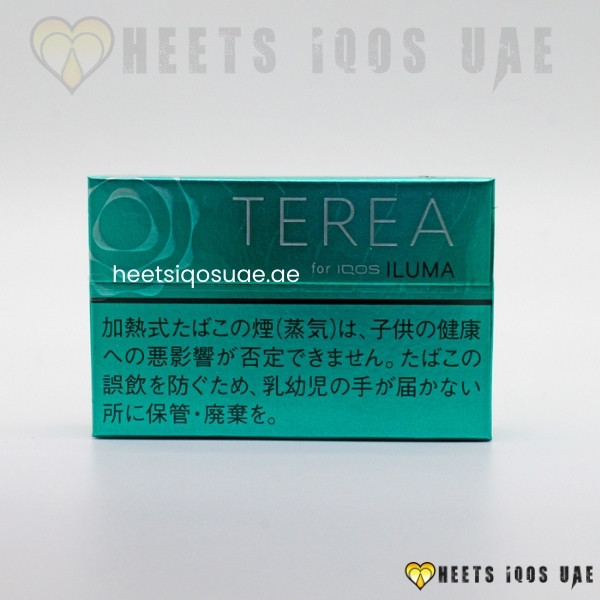 HEETS iQOS UAE
TEREA
for IQOS ILUMA
heetsiqosuae.ae
加熱式たばこの煙(蒸気)は、子供の健康
への悪影響が否定できません。たばこの
誤飲を防ぐため、乳幼児の手が届かない
所に保管・廃棄を。
HEETS iQOS UAE